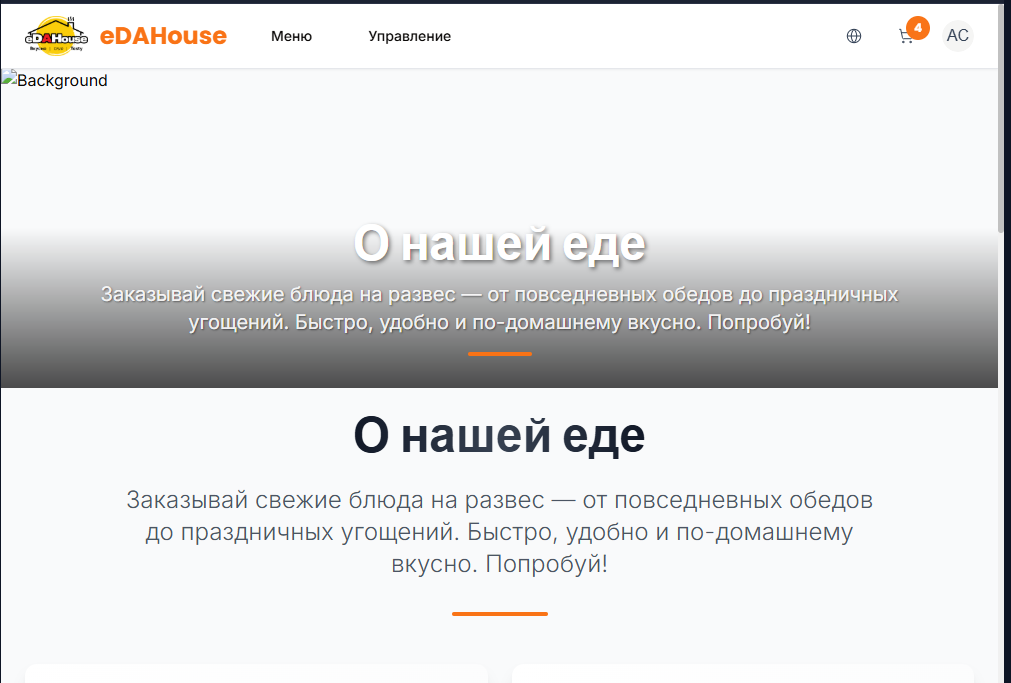 eDAHouse
eDAHouse
Меню
Управление
4
AC
Background
О нашей еде
Заказывай свежие блюда на развес — от повседневных обедов до праздничных
угощений. Быстро, удобно и по-домашнему вкусно. Попробуй!
О нашей еде
Заказывай свежие блюда на развес — от повседневных обедов
до праздничных угощений. Быстро, удобно и по-домашнему
вкусно. Попробуй!